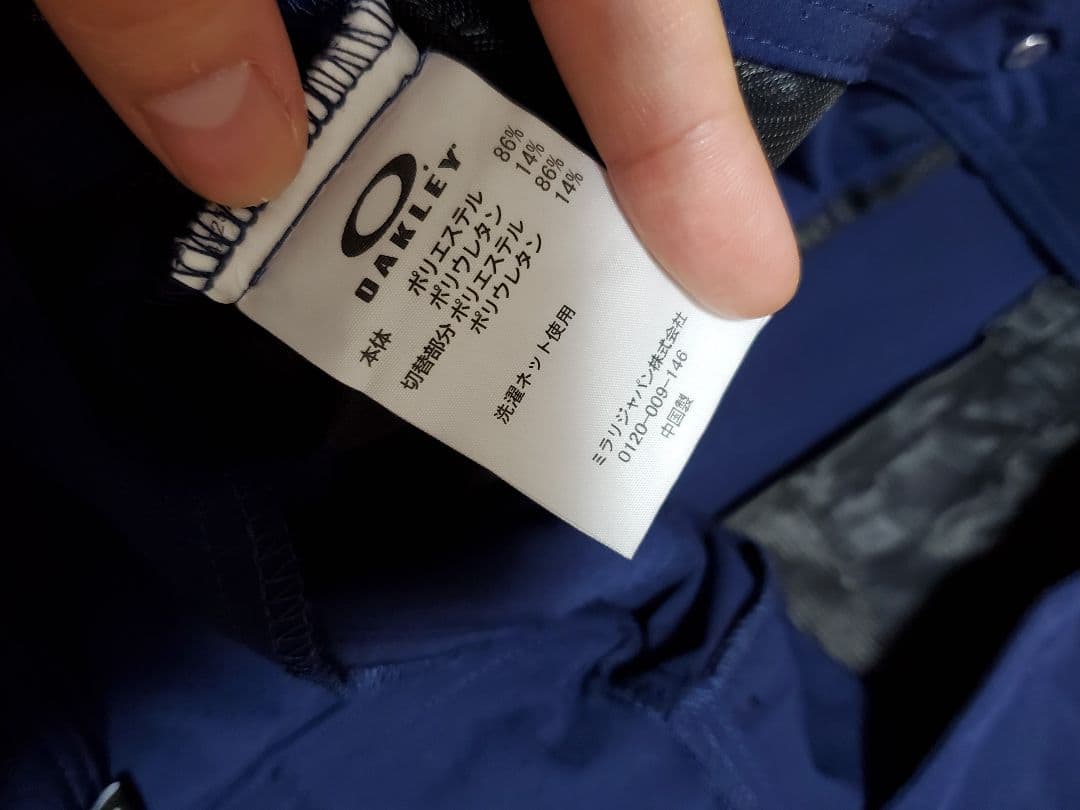 OAKLEY
本体 ポリエステル 86%
ポリウレタン 14%
切替部分 ポリエステル 86%
ポリウレタン 14%
洗濯ネット使用
ミラリジャパン株式会社
0120-009-146
中国製